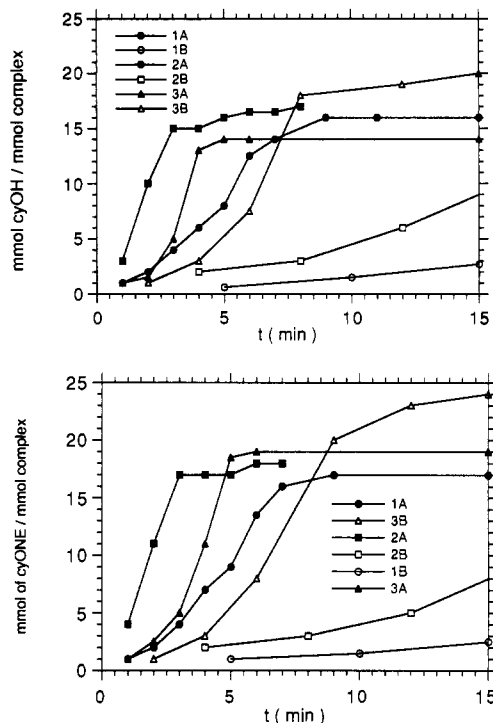 mmol cyOH / mmol complex
25
20
15
10
5
0
1A
1B
2A
2B
3A
3B
0 5 10 15
t ( min )
mmol of cyONE / mmol complex
25
20
15
10
5
0
1A
3B
2A
2B
1B
3A
0 5 10 15
t ( min )